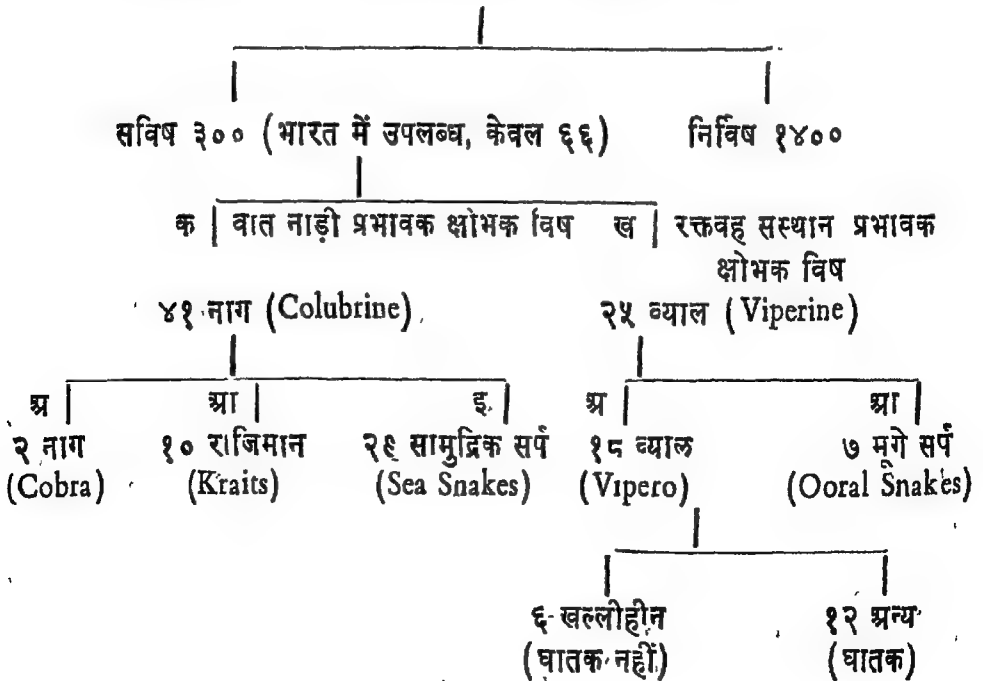 सविष ३०० (भारत में उपलब्ध, केवल ६६) निर्विष १४००
क वात नाड़ी प्रभावक क्षोभक विष ख रक्तवह सस्थान प्रभावक
क्षोभक विष
४१ नाग (Colubrine) २५ व्याल (Viperine)
अ आ इ. अ आ
२ नाग १० राजिमान २९ सामुद्रिक सर्प १८ व्याल ७ मूगे सर्प
(Cobra) (Kraits) (Sea Snakes) (Vipero) (Ooral Snakes)
६ खल्लीहीन १२ अन्य
(घातक नहीं) (घातक)